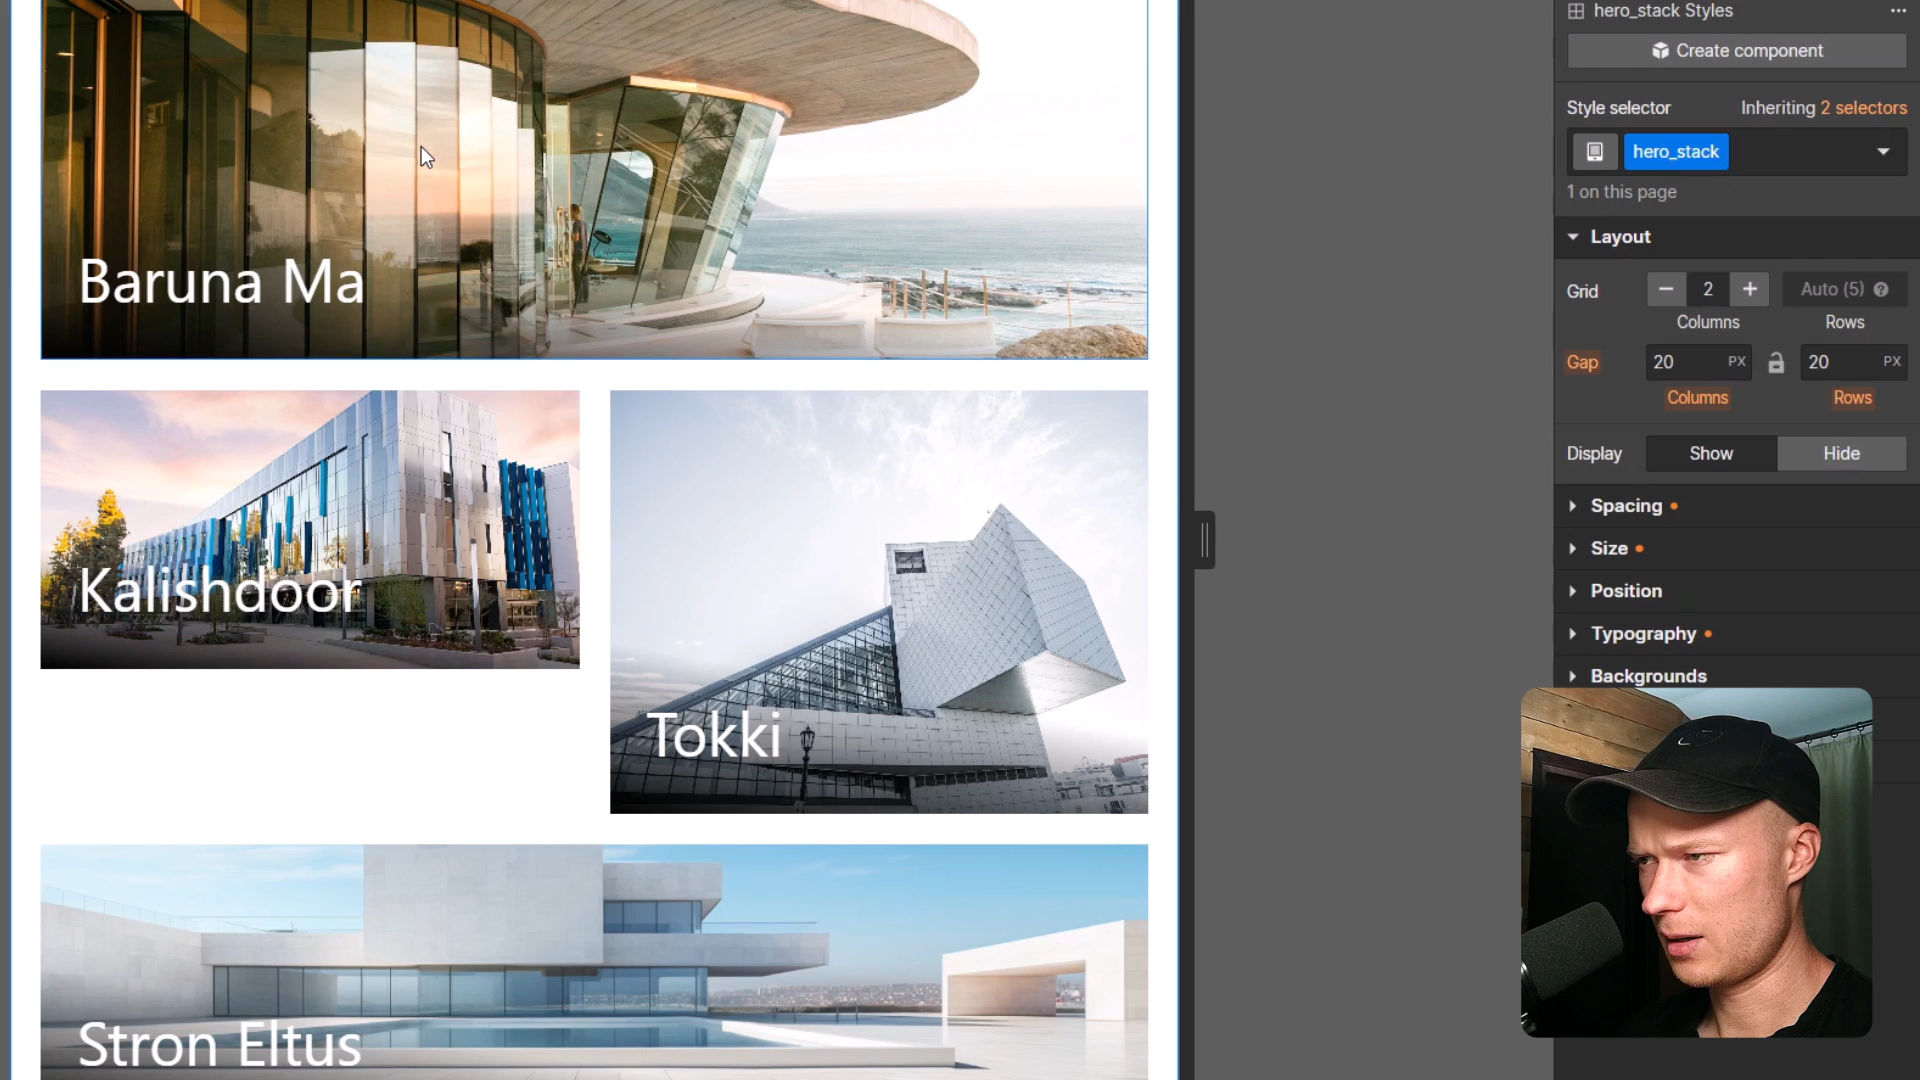 hero_stack Styles
Create component
Style selector
Inheriting 2 selectors
hero_stack
1 on this page
Layout
Grid
2
Auto (5)
Columns
Rows
Gap
20 PX
20 PX
Columns
Rows
Display
Show
Hide
Spacing
Size
Position
Typography
Backgrounds
Baruna Ma
Kalishdoor
Tokki
Stron Eltus